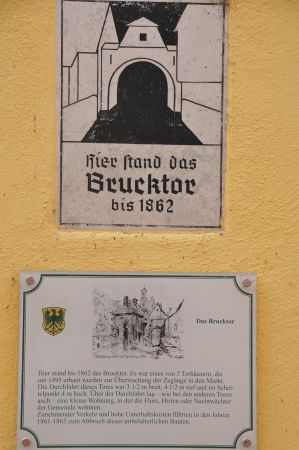 Hier stand das
Brucktor
bis 1862
Das Brucktor
Hier stand bis 1862 das Brucktor. Es war eines von 5 Torhäusern, die
um 1495 erbaut wurden zur Überwachung der Zugänge in den Markt.
Die Durchfahrt dieses Tores war 3 1/2 m breit, 4 1/2 m tief und im Schei-
telpunkt 4 m hoch. Über der Durchfahrt lag – wie bei den anderen Toren
auch – eine kleine Wohnung, in der die Flurer, Hirten oder Nachtwächter
der Gemeinde wohnten.
Zunehmender Verkehr und hohe Unterhaltskosten führten in den Jahren
1861-1863 zum Abbruch dieser mittelalterlichen Bauten.